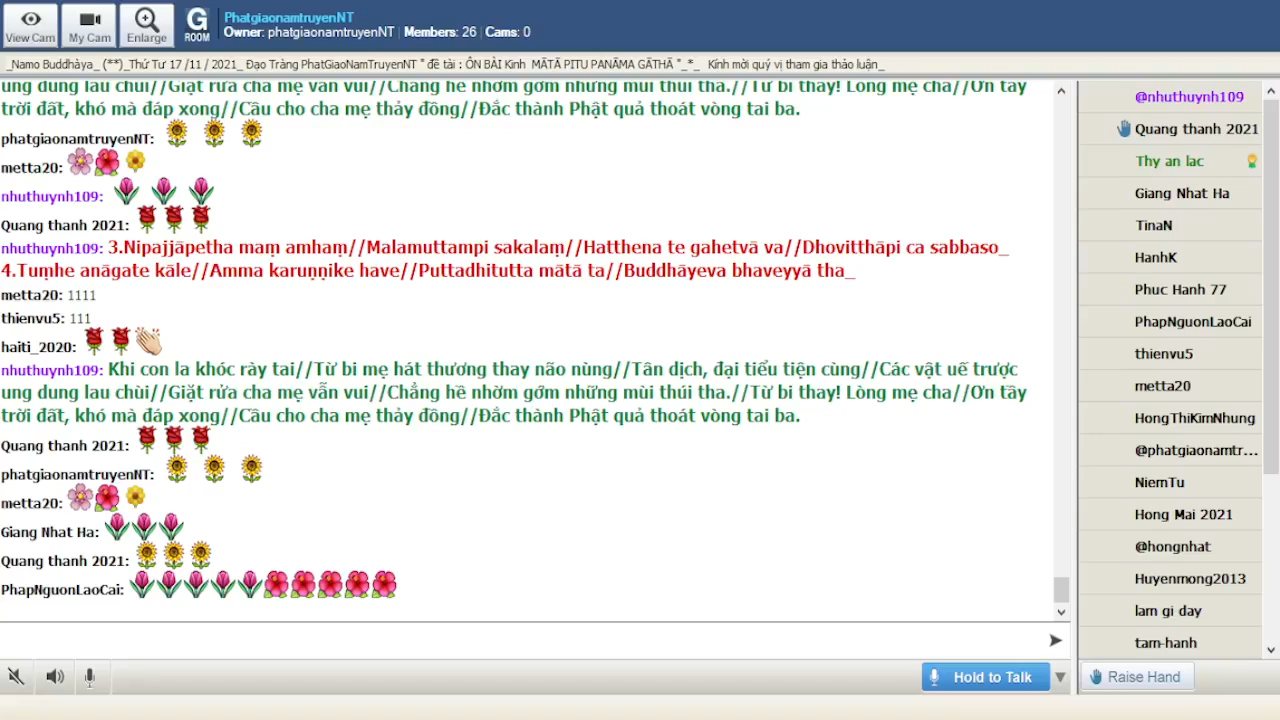 View Cam
My Cam
Enlarge
G
ROOM
PhatgiaonamtruyenNT
Owner: phatgiaonamtruyenNT | Members: 26 | Cams: 0
_Namo Buddhàya_ (**)_Thứ Tư 17 /11 / 2021_ Đạo Tràng PhatGiaoNamTruyenNT " đề tài : ÔN BÀI Kinh MĀTĀ PITU PANĀMA GĀTHĀ "_*_ Kính mời quý vị tham gia thảo luận_
ung dung lau chùi//Giặt rửa cha mẹ vẫn vui//Chẳng hề nhờm gớm những mùi thúi tha.//Từ bi thay! Lòng mẹ cha//Ơn tầy
trời đất, khó mà đáp xong//Cầu cho cha mẹ thảy đồng//Đắc thành Phật quả thoát vòng tai ba.
phatgiaonamtruyenNT:
metta20:
nhuthuynh109:
Quang thanh 2021:
nhuthuynh109: 3.Nipajjāpetha maṃ amhaṃ//Malamuttampi sakalaṃ//Hatthena te gahetvā va//Dhovitthāpi ca sabbaso_
4.Tuṃhe anāgate kāle//Amma karuṇṇike have//Puttadhitutta mātā ta//Buddhāyeva bhaveyyā tha_
metta20: 1111
thienvu5: 111
haiti_2020:
nhuthuynh109: Khi con la khóc rày tai//Từ bi mẹ hát thương thay não nùng//Tân dịch, đại tiểu tiện cùng//Các vật uế trược
ung dung lau chùi//Giặt rửa cha mẹ vẫn vui//Chẳng hề nhờm gớm những mùi thúi tha.//Từ bi thay! Lòng mẹ cha//Ơn tầy
trời đất, khó mà đáp xong//Cầu cho cha mẹ thảy đồng//Đắc thành Phật quả thoát vòng tai ba.
Quang thanh 2021:
phatgiaonamtruyenNT:
metta20:
Giang Nhat Ha:
Quang thanh 2021:
PhapNguonLaoCai:
Hold to Talk
@nhuthuynh109
Quang thanh 2021
Thy an lac
Giang Nhat Ha
TinaN
HanhK
Phuc Hanh 77
PhapNguonLaoCai
thienvu5
metta20
HongThiKimNhung
@phatgiaonamtr...
NiemTu
Hong Mai 2021
@hongnhat
Huyenmong2013
lam gi day
tam-hanh
Raise Hand